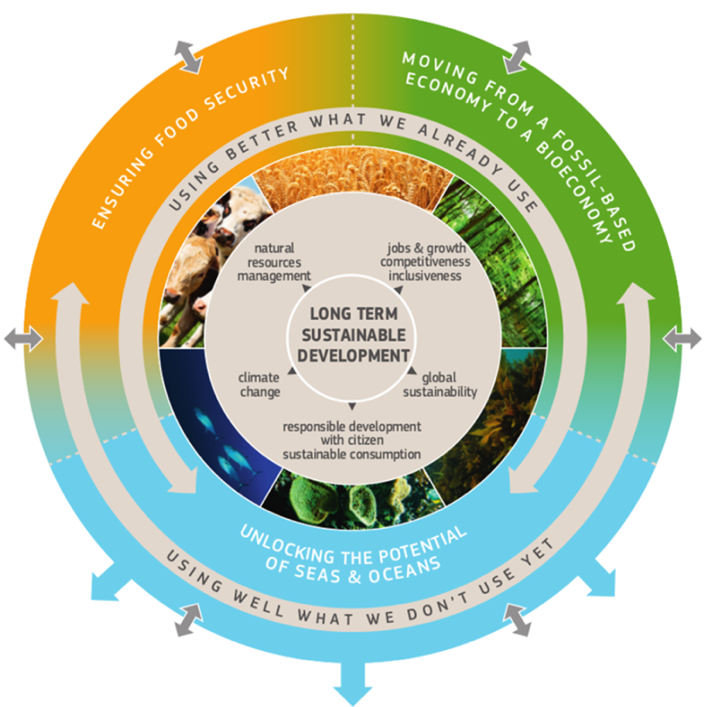 ENSURING FOOD SECURITY
MOVING FROM A FOSSIL-BASED
ECONOMY TO A BIOECONOMY
USING BETTER WHAT WE ALREADY USE
natural
resources
management
jobs & growth
competitiveness
inclusiveness
LONG TERM
SUSTAINABLE
DEVELOPMENT
climate
change
global
sustainability
responsible development
with citizen
sustainable consumption
UNLOCKING THE POTENTIAL
OF SEAS & OCEANS
USING WELL WHAT WE DON'T USE YET